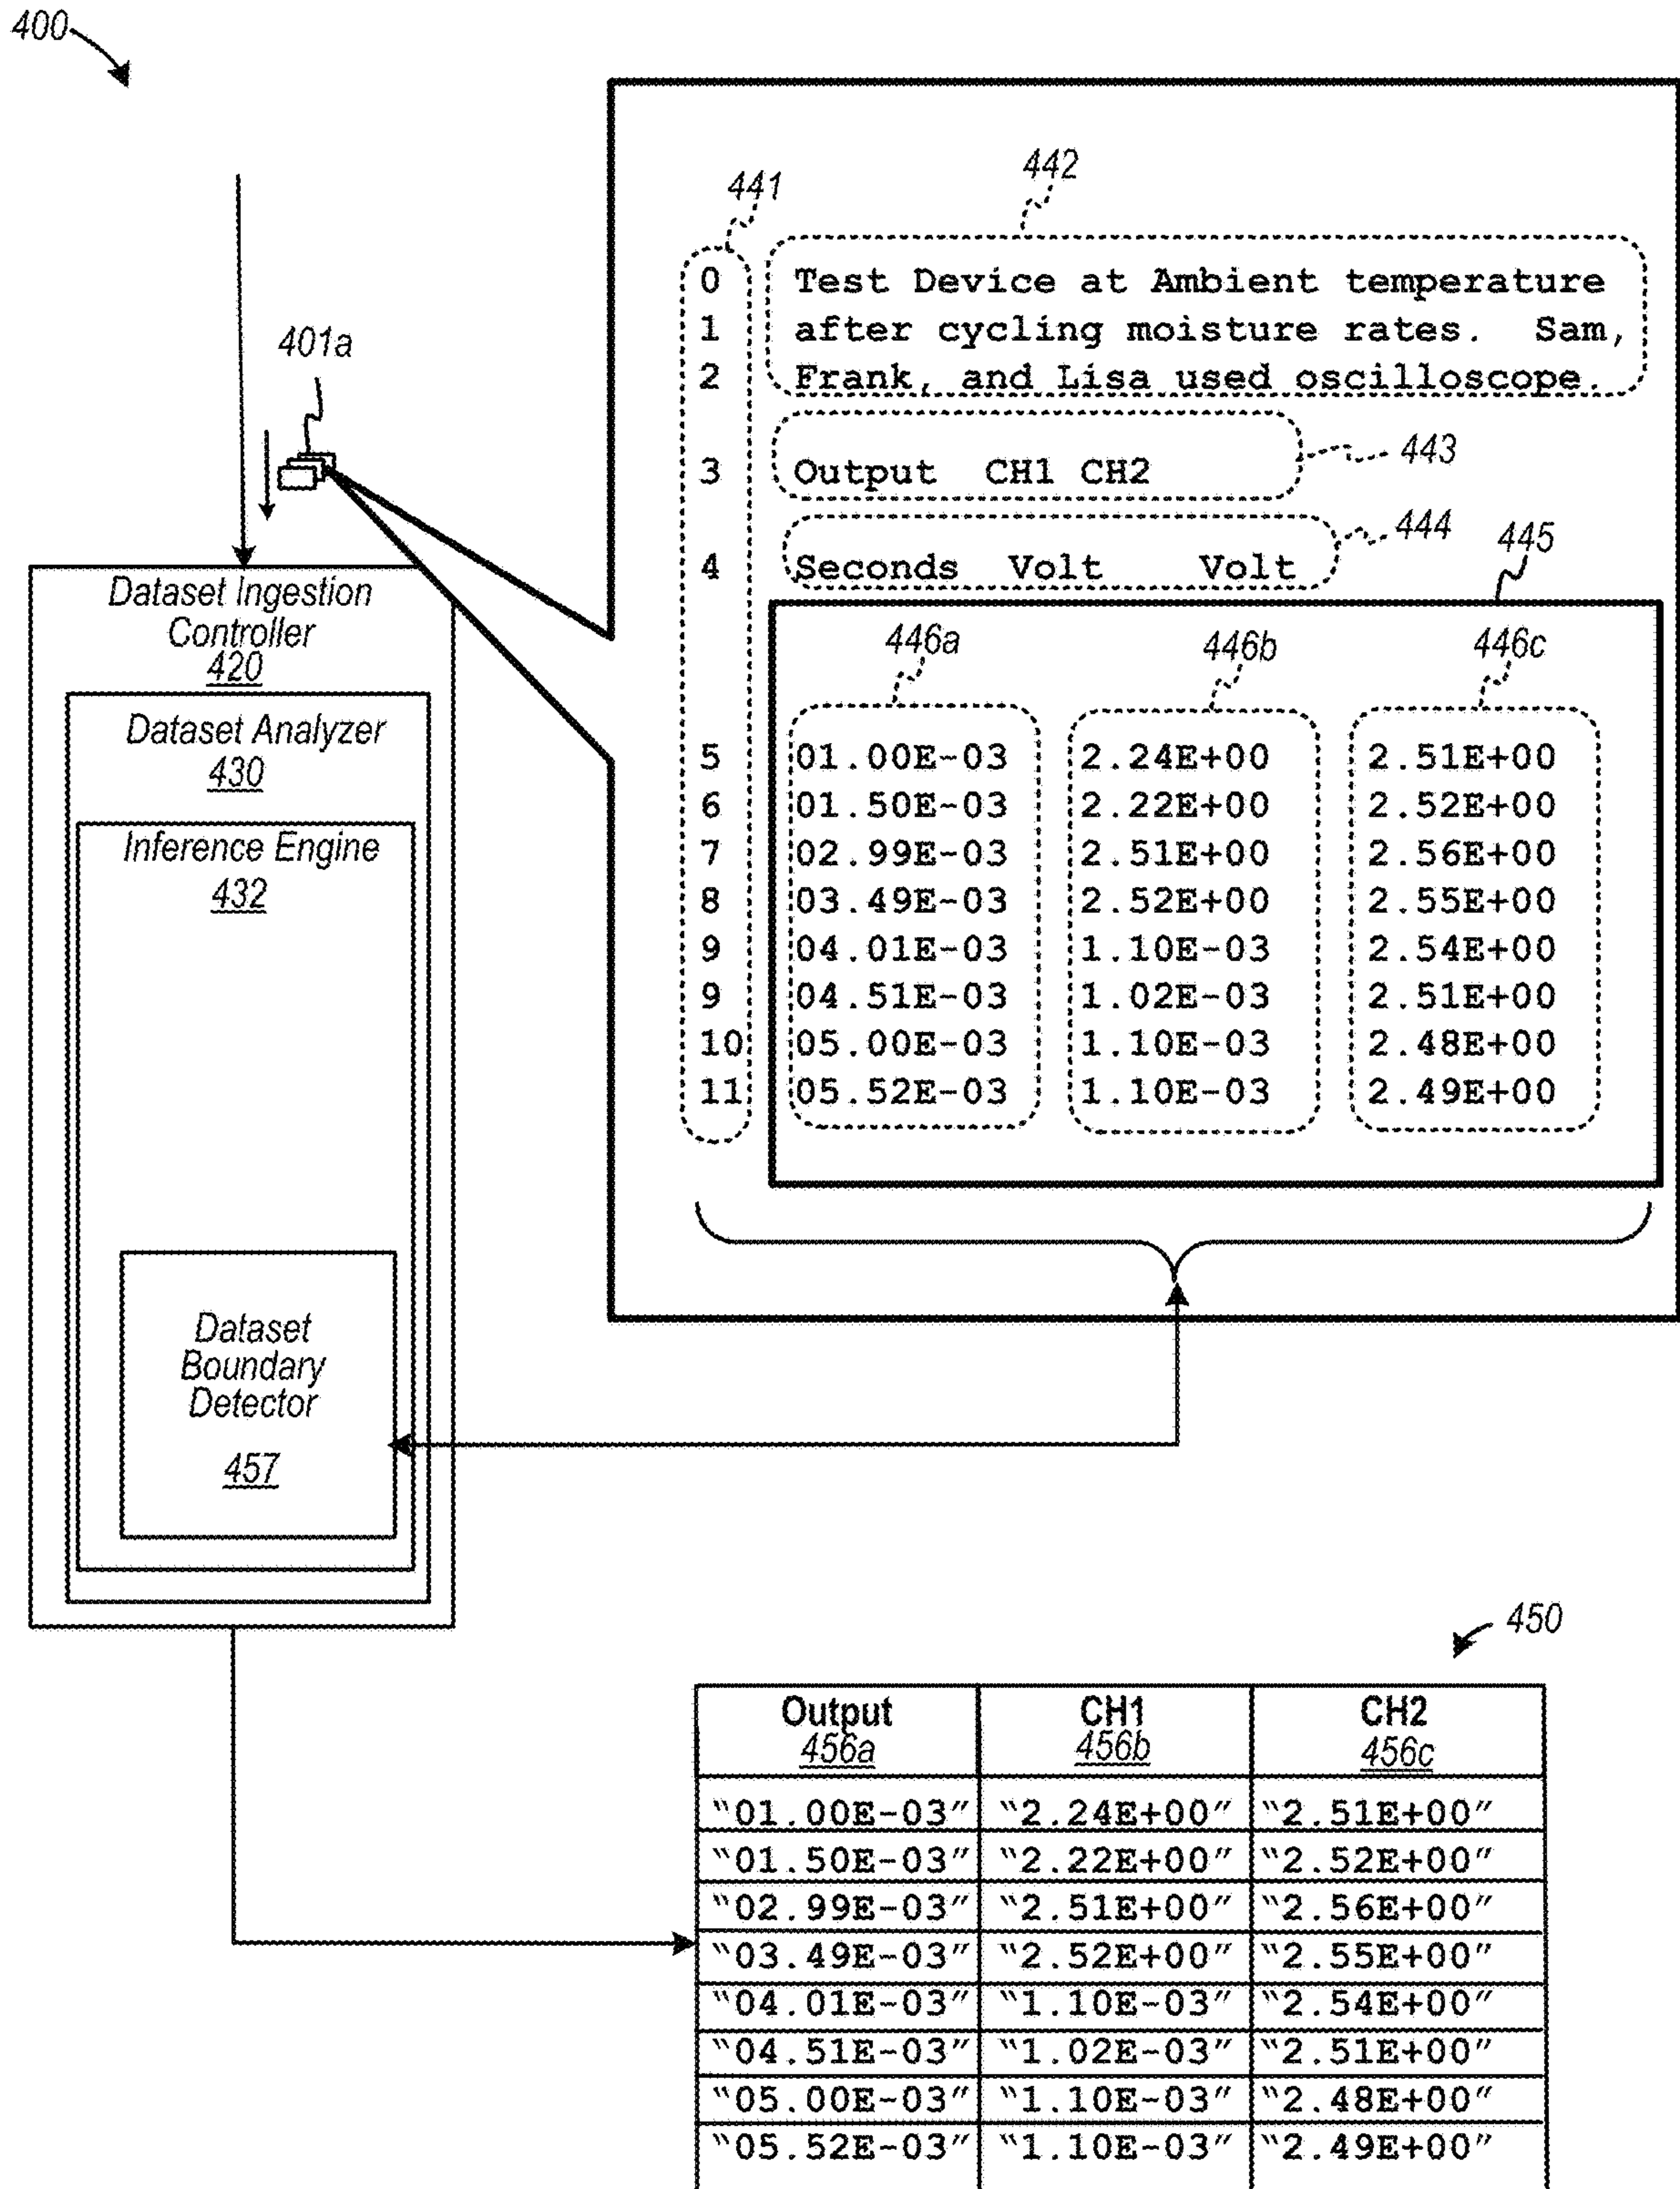 400
441
442
0 Test Device at Ambient temperature
1 after cycling moisture rates. Sam,
2 Frank, and Lisa used oscilloscope.
443
3 Output CH1 CH2
444
4 Seconds Volt Volt
445
446a 446b 446c
5 01.00E-03 2.24E+00 2.51E+00
6 01.50E-03 2.22E+00 2.52E+00
7 02.99E-03 2.51E+00 2.56E+00
8 03.49E-03 2.52E+00 2.55E+00
9 04.01E-03 1.10E-03 2.54E+00
9 04.51E-03 1.02E-03 2.51E+00
10 05.00E-03 1.10E-03 2.48E+00
11 05.52E-03 1.10E-03 2.49E+00
401a
Dataset Ingestion
Controller
420
Dataset Analyzer
430
Inference Engine
432
Dataset
Boundary
Detector
457
450
Output CH1 CH2
456a 456b 456c
“01.00E-03” “2.24E+00” “2.51E+00”
“01.50E-03” “2.22E+00” “2.52E+00”
“02.99E-03” “2.51E+00” “2.56E+00”
“03.49E-03” “2.52E+00” “2.55E+00”
“04.01E-03” “1.10E-03” “2.54E+00”
“04.51E-03” “1.02E-03” “2.51E+00”
“05.00E-03” “1.10E-03” “2.48E+00”
“05.52E-03” “1.10E-03” “2.49E+00”